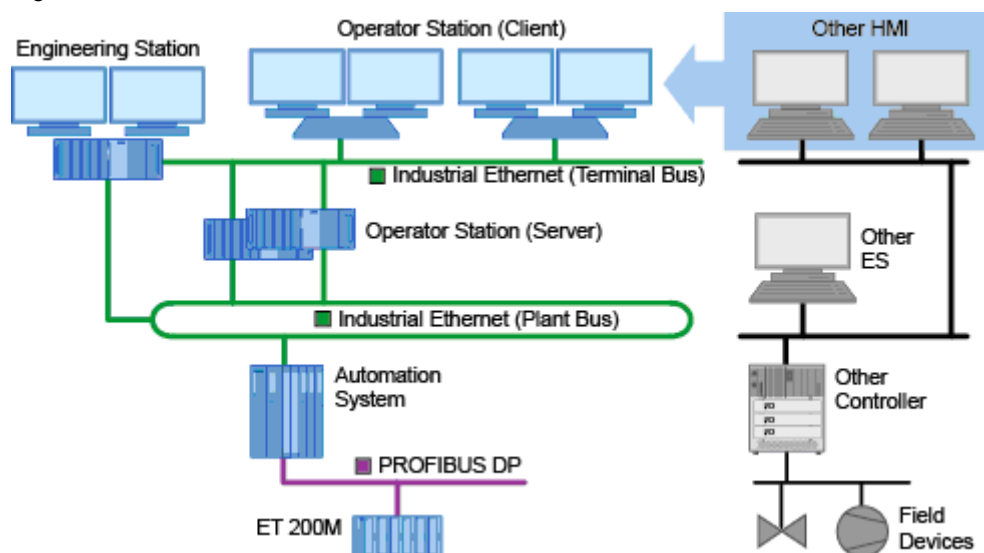 Engineering Station
Operator Station (Client)
Other HMI
Industrial Ethernet (Terminal Bus)
Operator Station (Server)
Other
ES
Industrial Ethernet (Plant Bus)
Automation
System
Other
Controller
I/O
I/O
I/O
PROFIBUS DP
ET 200M
Field
Devices